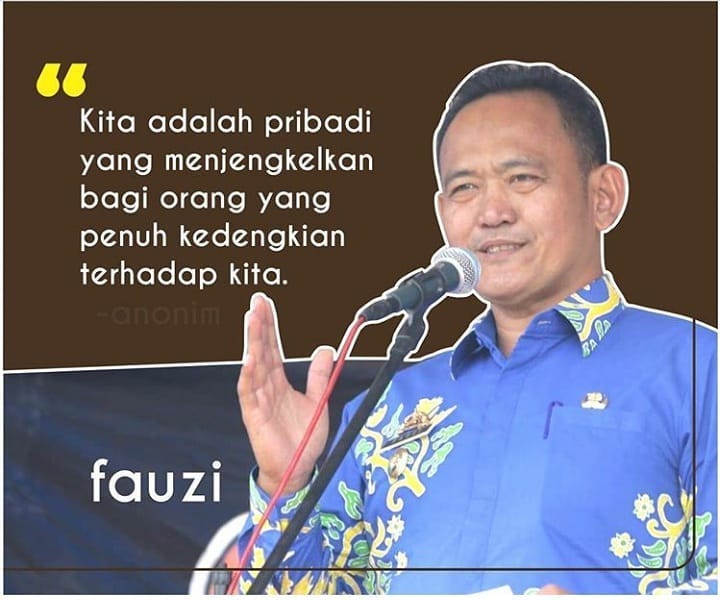 Kita adalah pribadi
yang menjengkelkan
bagi orang yang
penuh kedengkian
terhadap kita.
-anonim
fauzi